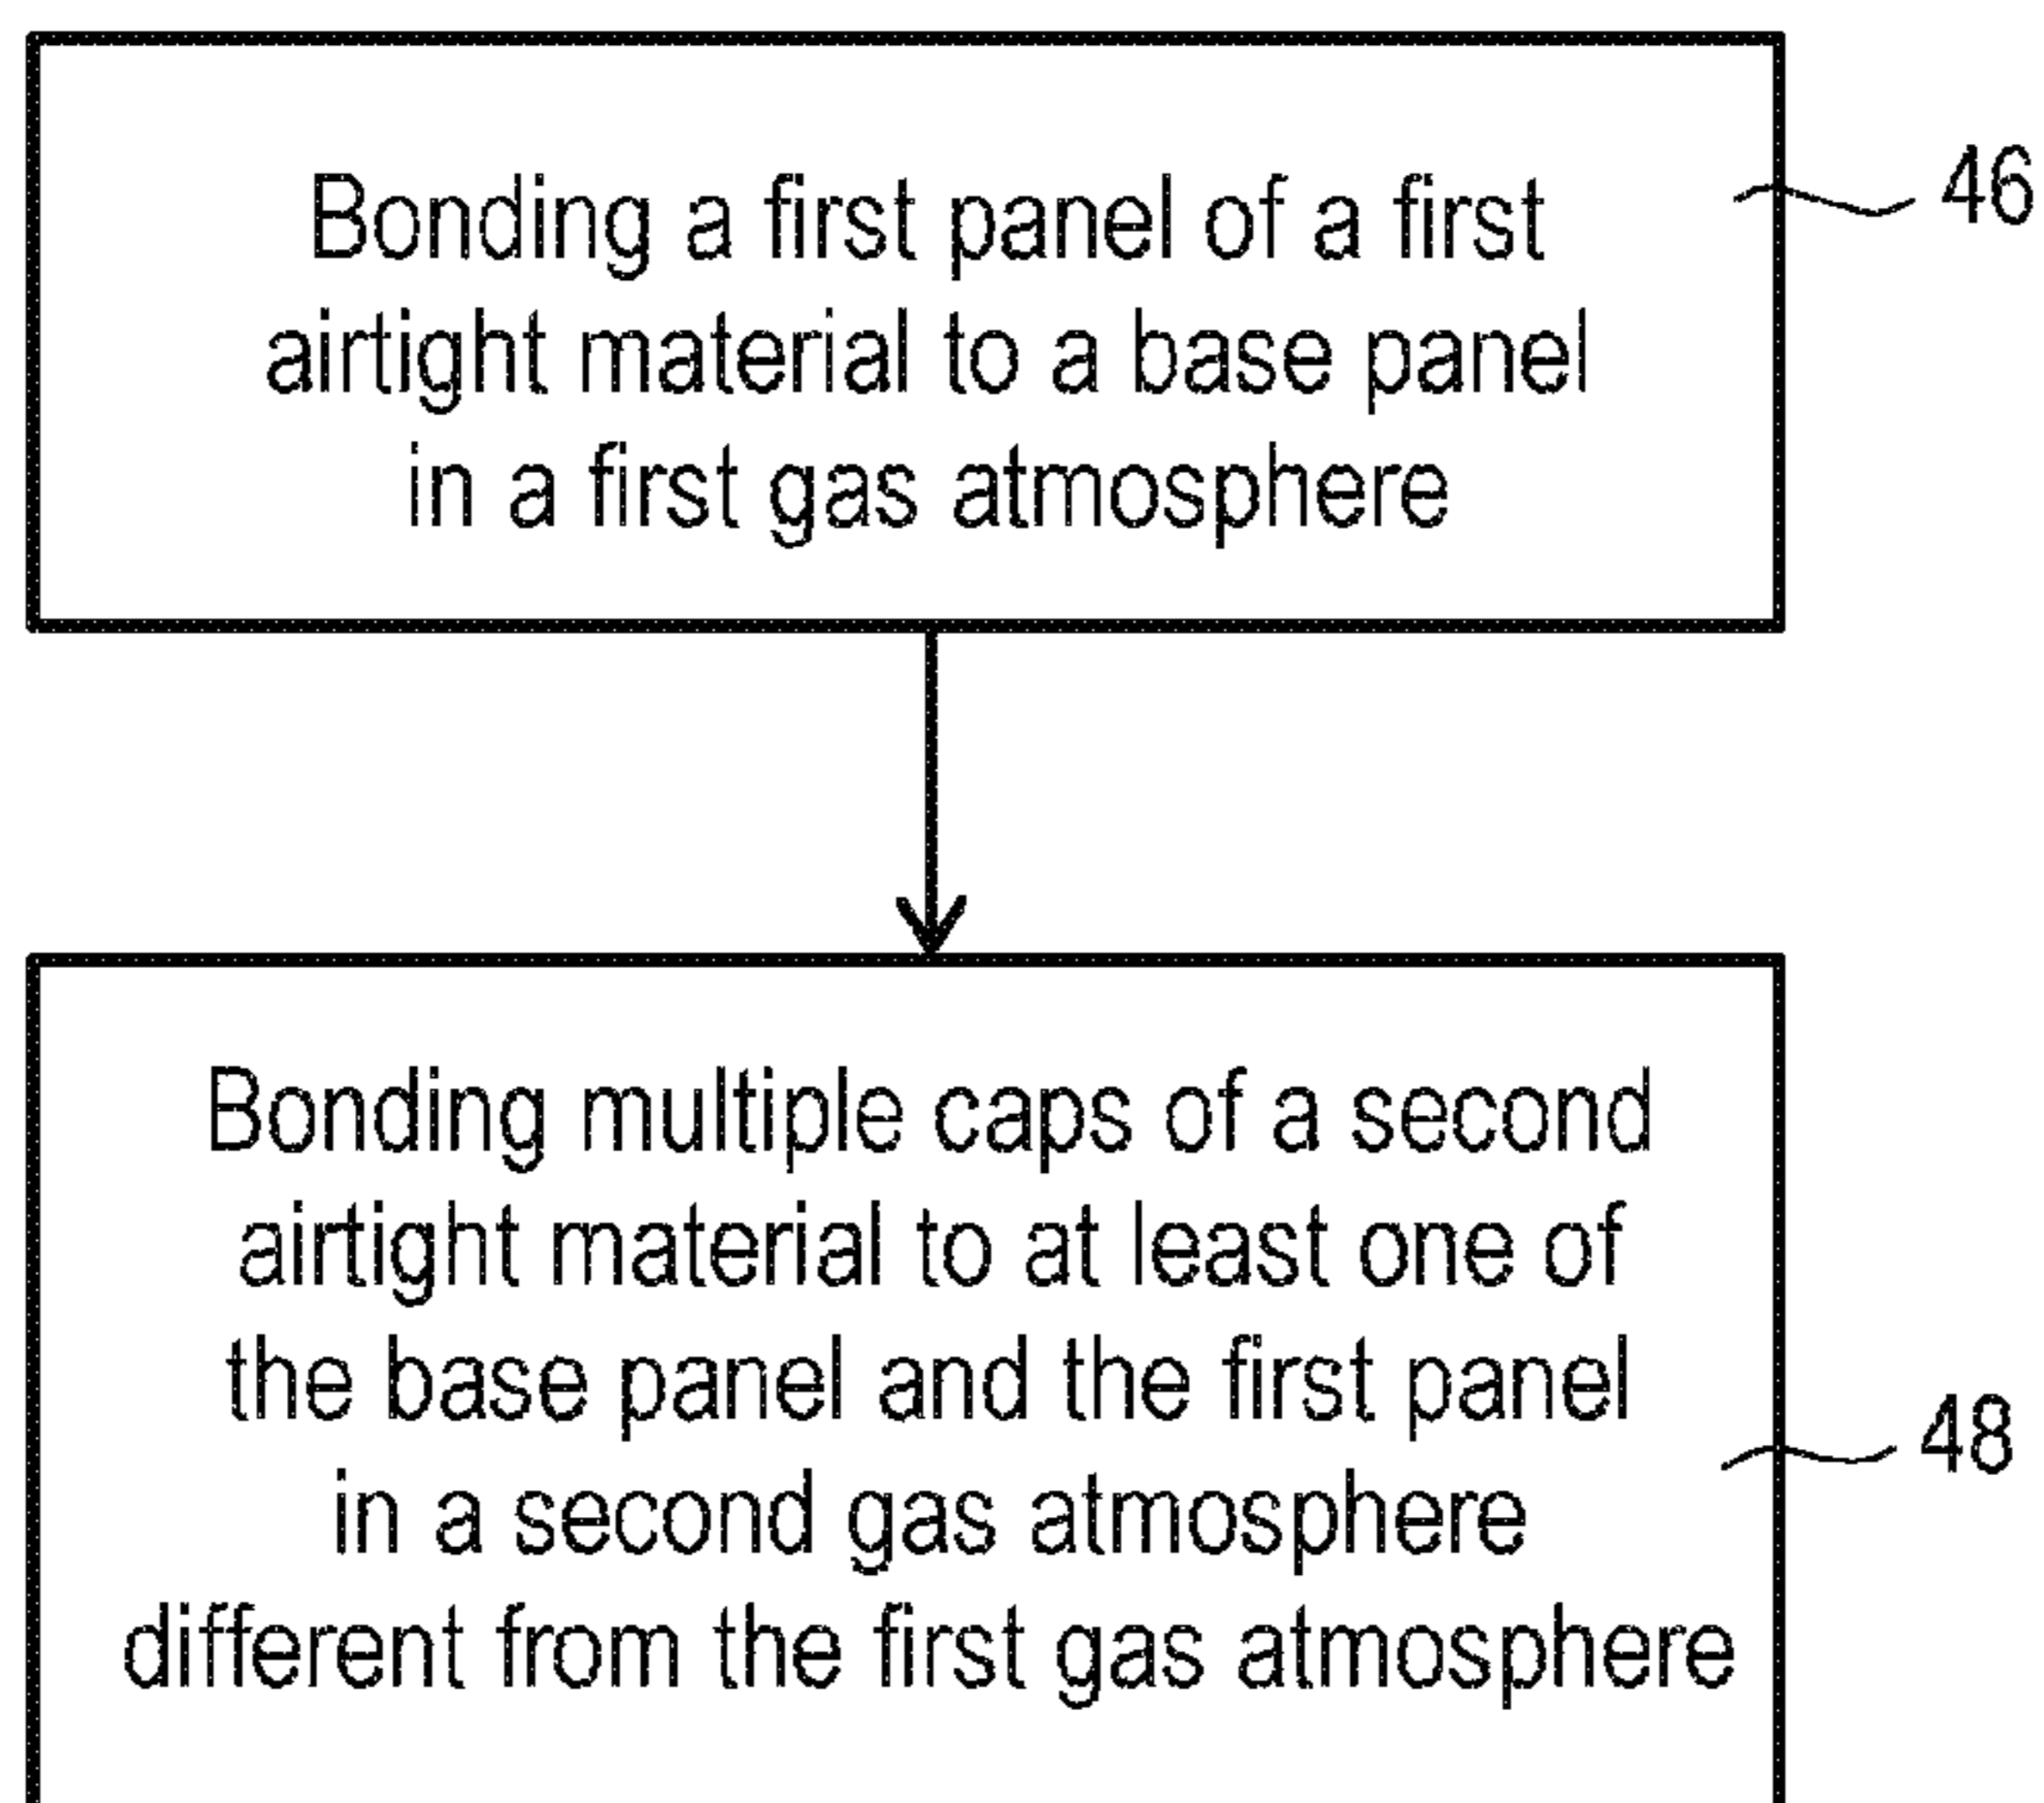 Bonding a first panel of a first
airtight material to a base panel
in a first gas atmosphere
46
Bonding multiple caps of a second
airtight material to at least one of
the base panel and the first panel
in a second gas atmosphere
different from the first gas atmosphere
48